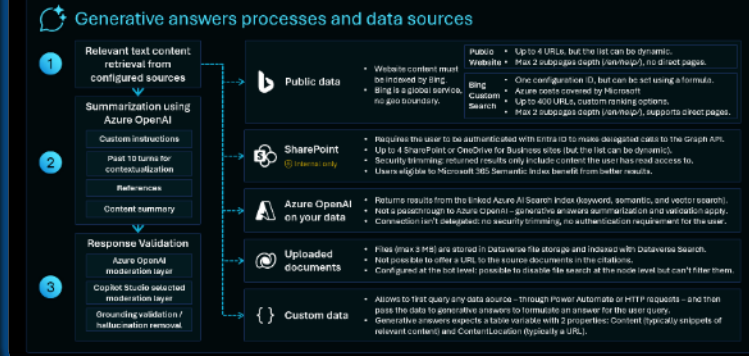 Generative answers processes and data sources
1
Relevant text content
retrieval from
configured sources
2
Summarization using
Azure OpenAI
Custom instructions
Past 10 turns for
contextualization
References
Content summary
3
Response Validation
Azure OpenAI
moderation layer
Copilot Studio selected
moderation layer
Grounding validation /
hallucination removal
Public data
• Website content must
be indexed by Bing.
• Bing is a global service,
no geo boundary.
Public
Website
• Up to 4 URLs, but the list can be dynamic.
• Max 2 subpages depth (/en/help/), no direct pages.
Bing
Custom
Search
• One configuration ID, but can be set using a formula.
• Azure costs covered by Microsoft
• Up to 400 URLs, custom ranking options.
• Max 2 subpages depth (/en/help/), supports direct pages.
SharePoint
Internal only
• Requires the user to be authenticated with Entra ID to make delegated calls to the Graph API.
• Up to 4 SharePoint or OneDrive for Business sites (but the list can be dynamic).
• Security trimming: returned results only include content the user has read access to.
• Users eligible to Microsoft 365 Semantic Index benefit from better results.
Azure OpenAI
on your data
• Returns results from the linked Azure AI Search index (keyword, semantic, and vector search).
• Not a passthrough to Azure OpenAI – generative answers summarization and validation apply.
• Connection isn't delegated: no security trimming, no authentication requirement for the user.
Uploaded
documents
• Files (max 3 MB) are stored in Dataverse file storage and indexed with Dataverse Search.
• Not possible to offer a URL to the source documents in the citations.
• Configured at the bot level: possible to disable file search at the node level but can't filter them.
{ } Custom data
• Allows to first query any data source – through Power Automate or HTTP requests – and then
pass the data to generative answers to formulate an answer for the user query.
• Generative answers expects a table variable with 2 properties: Content (typically snippets of
relevant content) and ContentLocation (typically a URL).